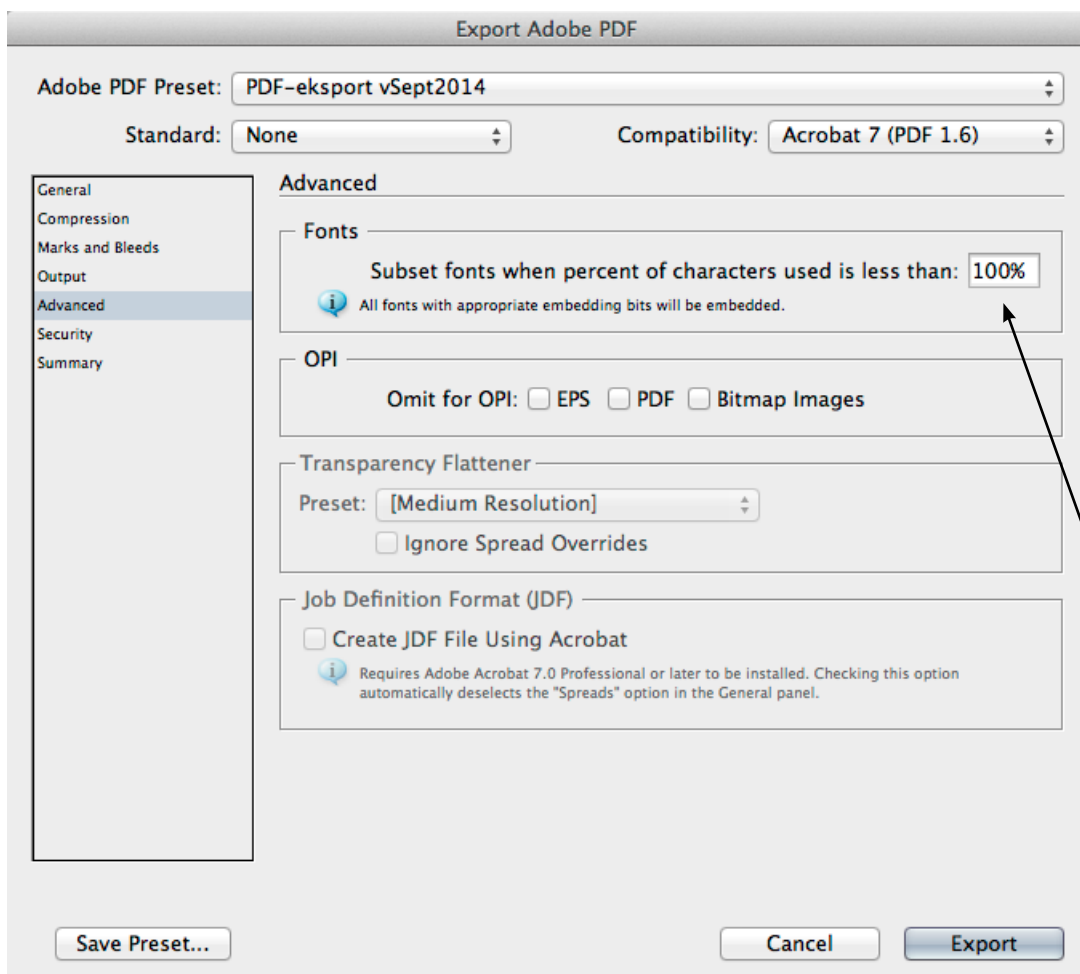 Export Adobe PDF
Adobe PDF Preset: PDF-eksport vSept2014
Standard: None Compatibility: Acrobat 7 (PDF 1.6)
General
Compression
Marks and Bleeds
Output
Advanced
Security
Summary
Advanced
Fonts
Subset fonts when percent of characters used is less than: 100%
All fonts with appropriate embedding bits will be embedded.
OPI
Omit for OPI: EPS PDF Bitmap Images
Transparency Flattener
Preset: [Medium Resolution]
Ignore Spread Overrides
Job Definition Format (JDF)
Create JDF File Using Acrobat
Requires Adobe Acrobat 7.0 Professional or later to be installed. Checking this option
automatically deselects the "Spreads" option in the General panel.
Save Preset... Cancel Export